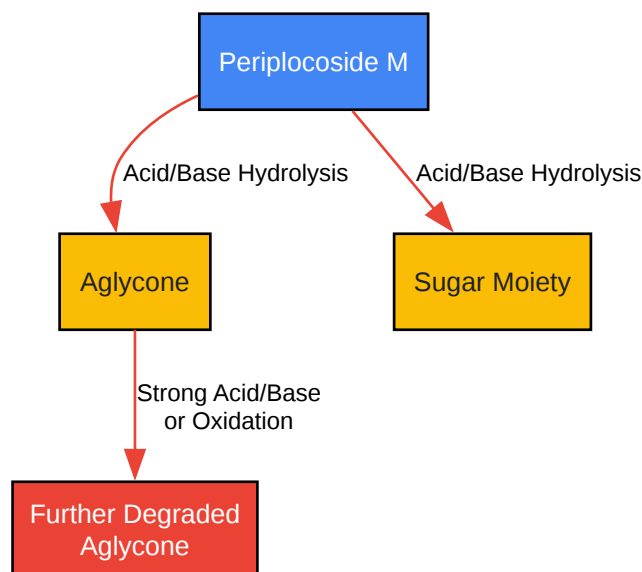 Periplocoside M
Acid/Base Hydrolysis
Acid/Base Hydrolysis
Aglycone
Sugar Moiety
Strong Acid/Base
or Oxidation
Further Degraded
Aglycone